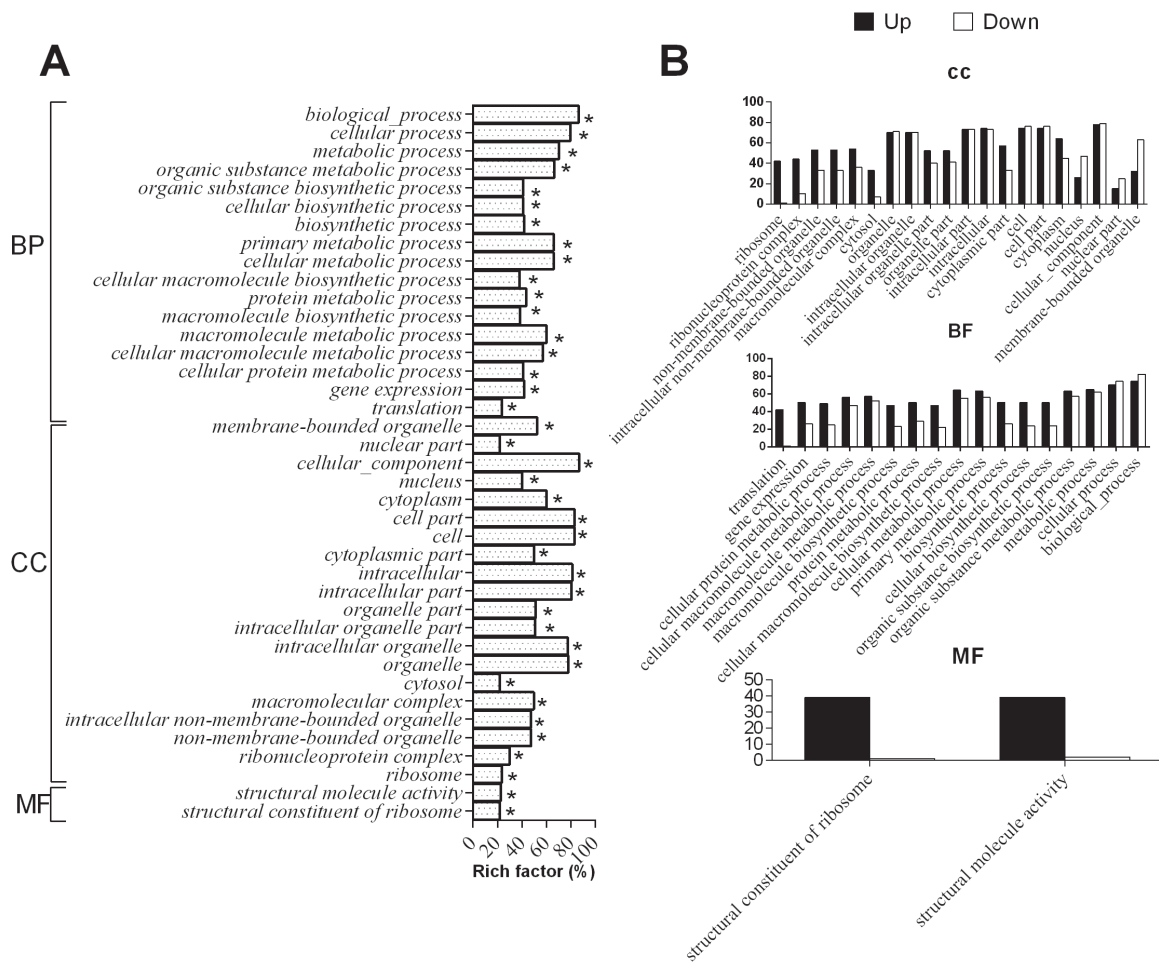 A
BP
CC
MF
biological_process
cellular process
metabolic process
organic substance metabolic process
organic substance biosynthetic process
cellular biosynthetic process
biosynthetic process
primary metabolic process
cellular metabolic process
cellular macromolecule biosynthetic process
protein metabolic process
macromolecule biosynthetic process
macromolecule metabolic process
cellular macromolecule metabolic process
cellular protein metabolic process
gene expression
translation
membrane-bounded organelle
nuclear part
cellular_component
nucleus
cytoplasm
cell part
cell
cytoplasmic part
intracellular
intracellular part
organelle part
intracellular organelle part
intracellular organelle
organelle
cytosol
macromolecular complex
intracellular non-membrane-bounded organelle
non-membrane-bounded organelle
ribonucleoprotein complex
ribosome
structural molecule activity
structural constituent of ribosome
0 20 40 60 80 100
Rich factor (%)
B
Up Down
CC
100
80
60
40
20
0
ribosome
ribonucleoprotein complex
non-membrane-bounded organelle
intracellular non-membrane-bounded organelle
macromolecular complex
cytosol
organelle
intracellular organelle
intracellular organelle part
organelle part
intracellular part
intracellular
cytoplasmic part
cell
cell part
cytoplasm
nucleus
cellular_component
nuclear part
membrane-bounded organelle
BF
100
80
60
40
20
0
translation
gene expression
cellular protein metabolic process
cellular macromolecule metabolic process
macromolecule metabolic process
macromolecule biosynthetic process
protein metabolic process
cellular macromolecule biosynthetic process
cellular metabolic process
primary metabolic process
biosynthetic process
cellular biosynthetic process
organic substance biosynthetic process
organic substance metabolic process
metabolic process
cellular process
biological_process
MF
50
40
30
20
10
0
structural constituent of ribosome
structural molecule activity